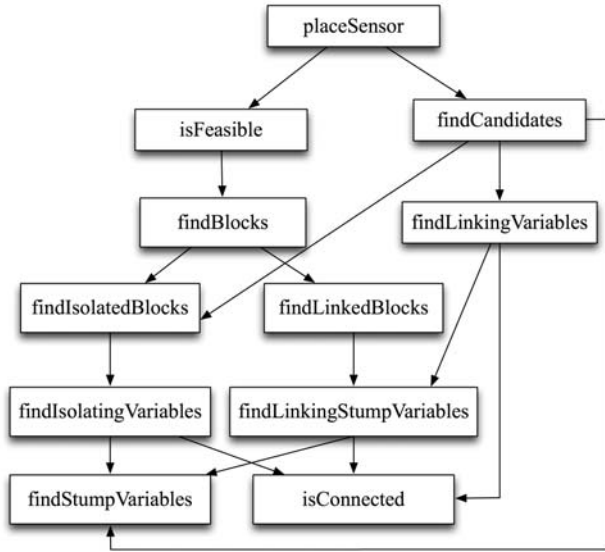 placeSensor
isFeasible
findCandidates
findBlocks
findLinkingVariables
findIsolatedBlocks
findLinkedBlocks
findIsolatingVariables
findLinkingStumpVariables
findStumpVariables
isConnected